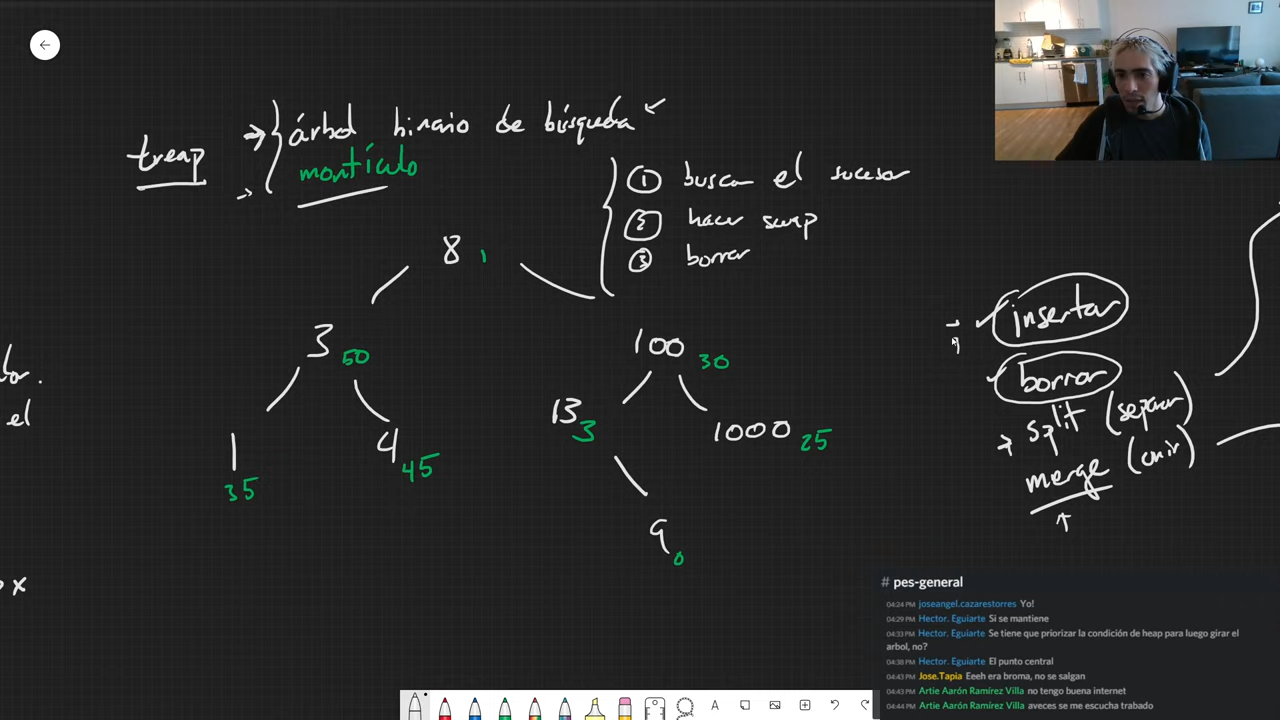 treap
árbol binario de búsqueda
montículo
① buscar el sucesor
② hacer swap
③ borrar
8 1
3 50
100 30
1 35
4 45
13 3
1000 25
9 0
el
x
insertar
borrar
split (separar)
merge (unir)
# pes-general
04:24 PM joseangel.cazarestorres Yo!
04:29 PM Hector. Eguiarte Si se mantiene
04:33 PM Hector. Eguiarte Se tiene que priorizar la condición de heap para luego girar el
arbol, no?
04:38 PM Hector. Eguiarte El punto central
04:43 PM Jose.Tapia Eeeh era broma, no se salgan
04:43 PM Artie Aarón Ramírez Villa no tengo buena internet
04:44 PM Artie Aarón Ramírez Villa aveces se me escucha trabado
A